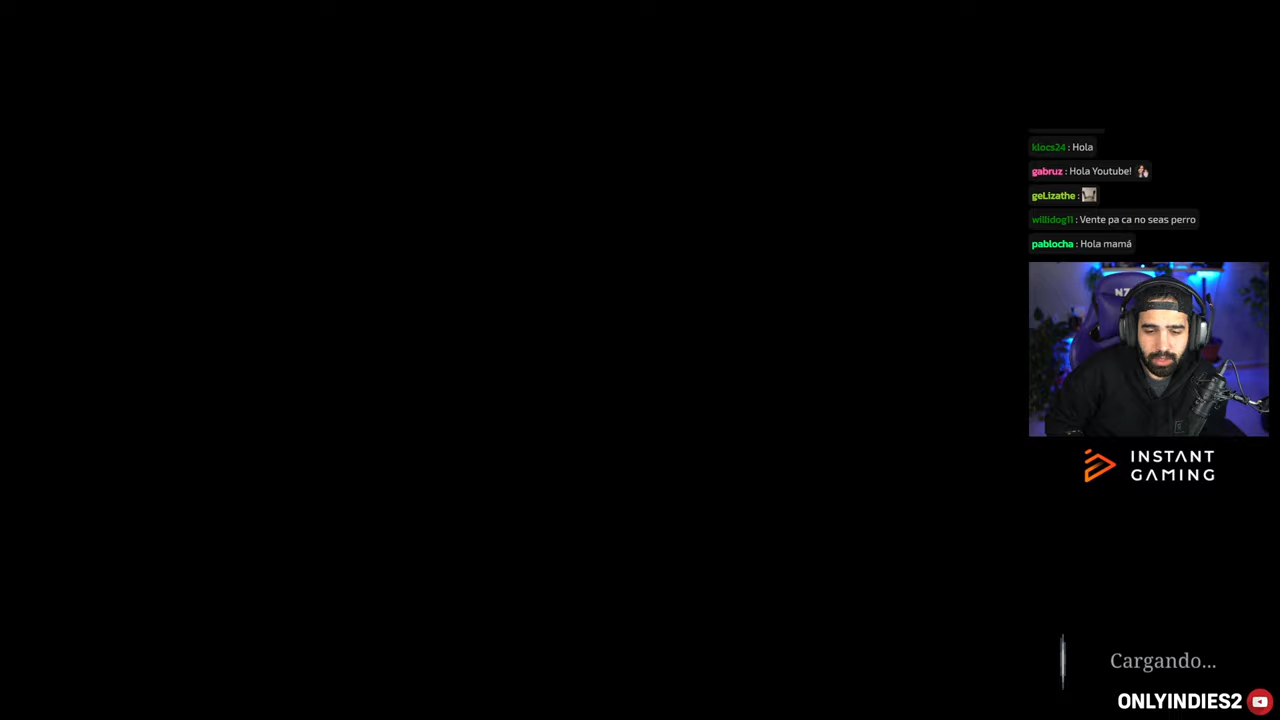 klocs24 : Hola
gabruz : Hola Youtube!
geLizathe :
willidog11 : Vente pa ca no seas perro
pablocha : Hola mamá
NZ
INSTANT
GAMING
Cargando...
ONLYINDIES2